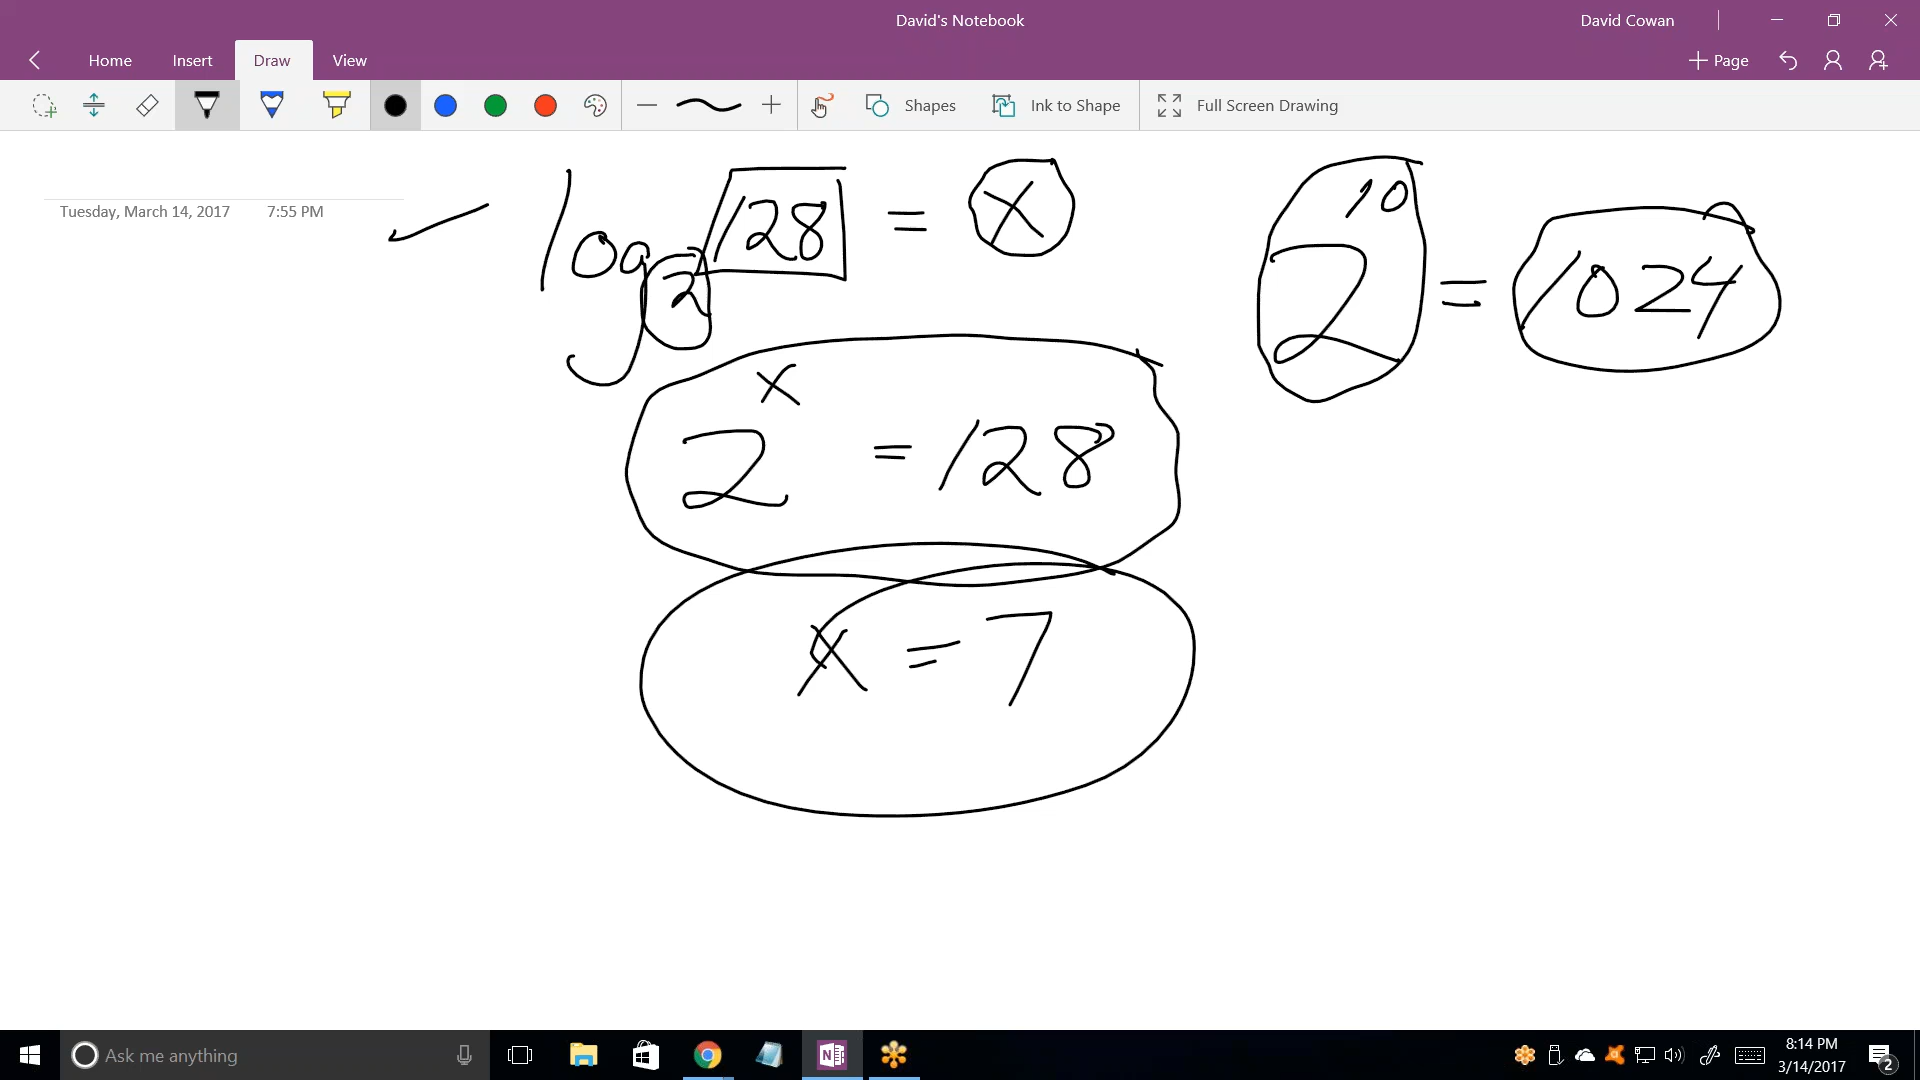 David's Notebook
David Cowan
Home Insert Draw View
Page
Shapes Ink to Shape Full Screen Drawing
Tuesday, March 14, 2017 7:55 PM
log₂ 128 = x
2¹⁰ = 1024
2ˣ = 128
x = 7
Ask me anything
N
8:14 PM
3/14/2017
2